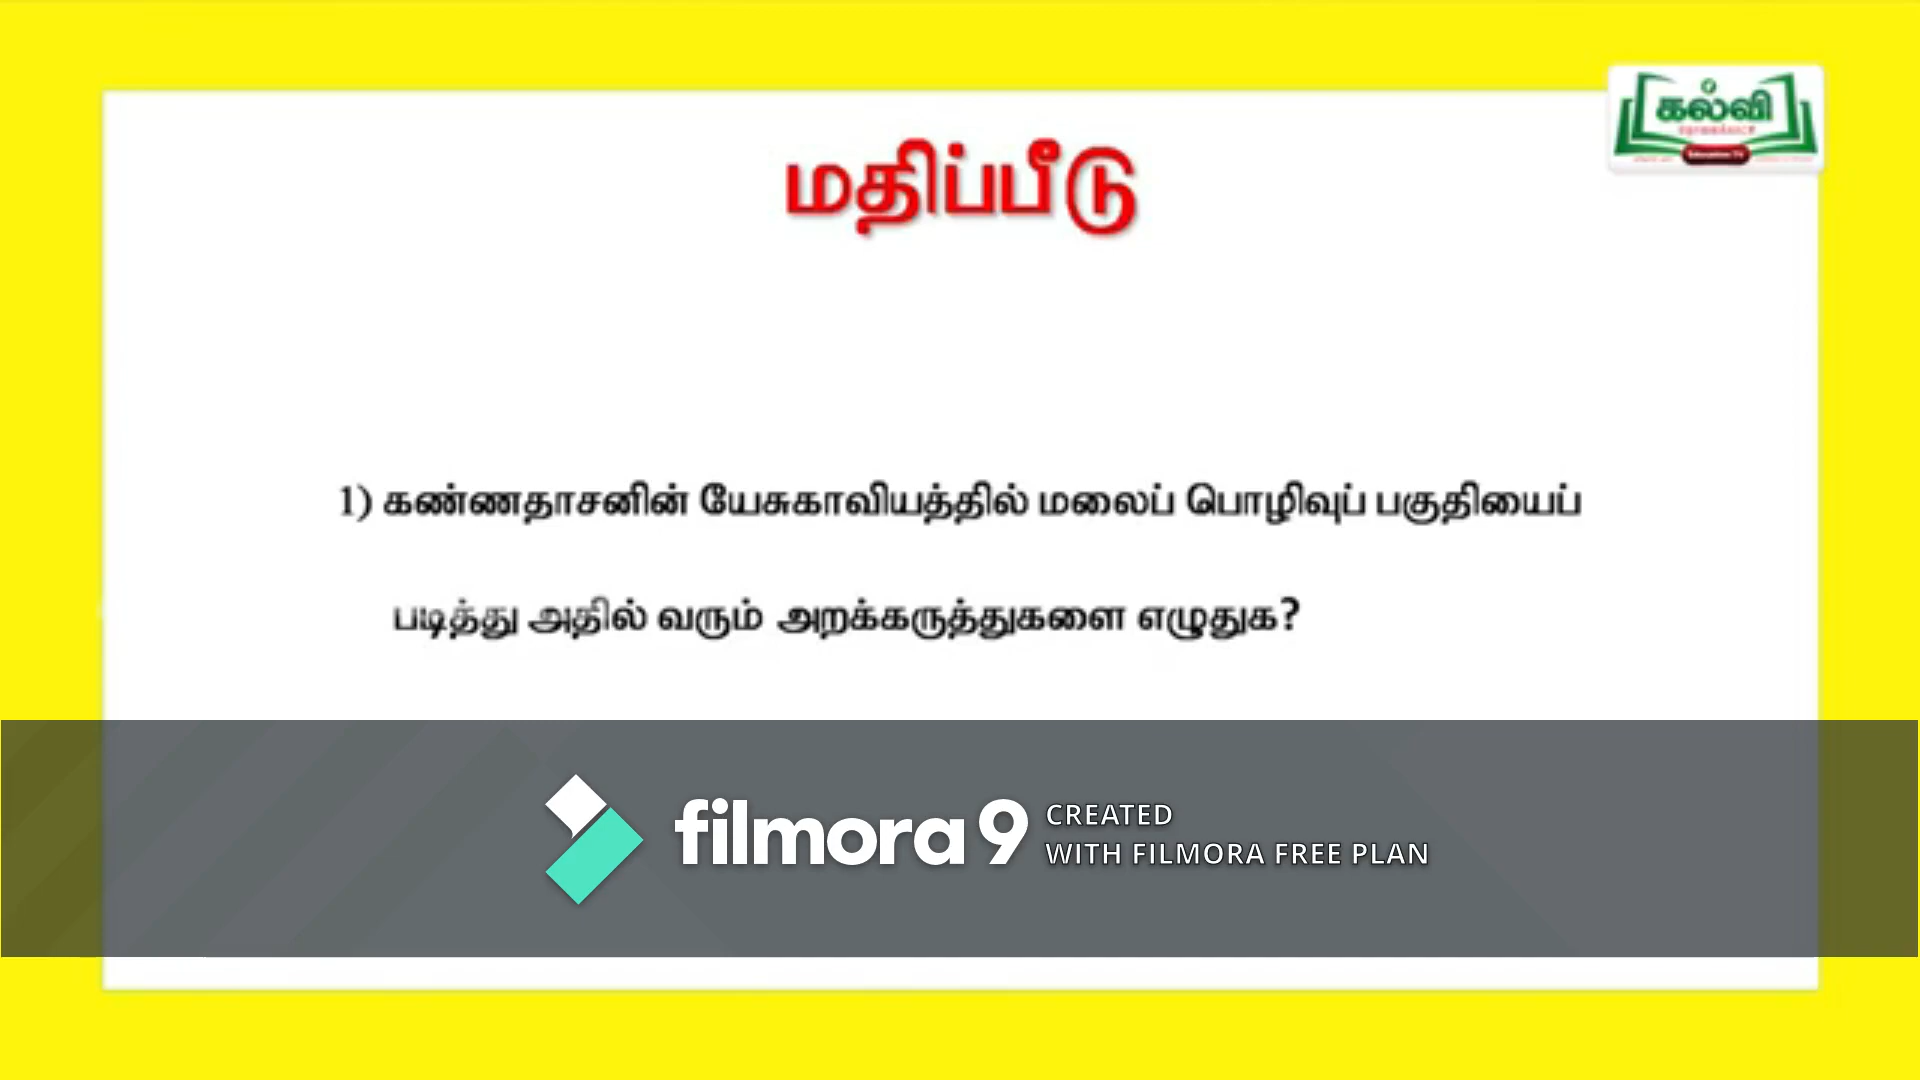 கல்வி
மதிப்பீடு
1) கண்ணதாசனின் யேசுகாவியத்தில் மலைப் பொழிவுப் பகுதியைப்
படித்து அதில் வரும் அறக்கருத்துகளை எழுதுக?
filmora 9 CREATED
WITH FILMORA FREE PLAN